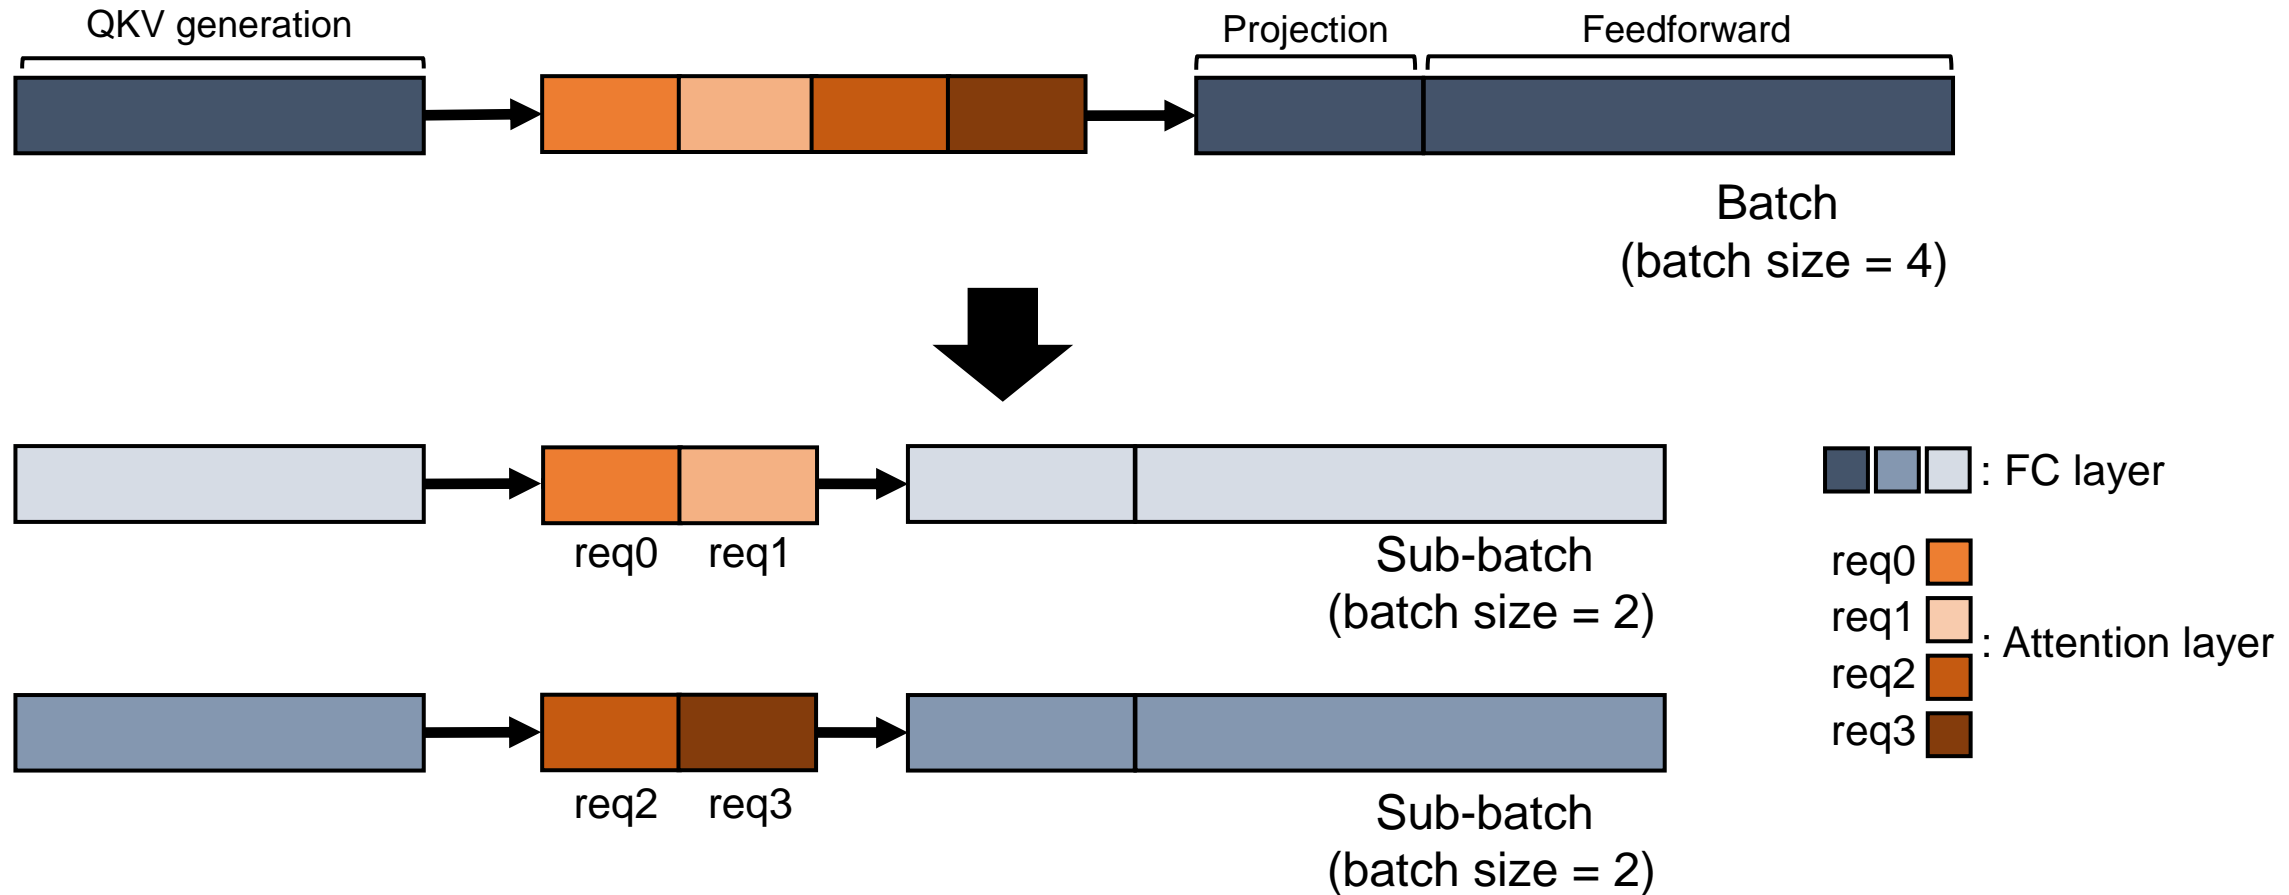 QKV generation
Projection
Feedforward
Batch
(batch size = 4)
req0
req1
Sub-batch
(batch size = 2)
req2
req3
Sub-batch
(batch size = 2)
: FC layer
req0
req1
req2
req3
: Attention layer